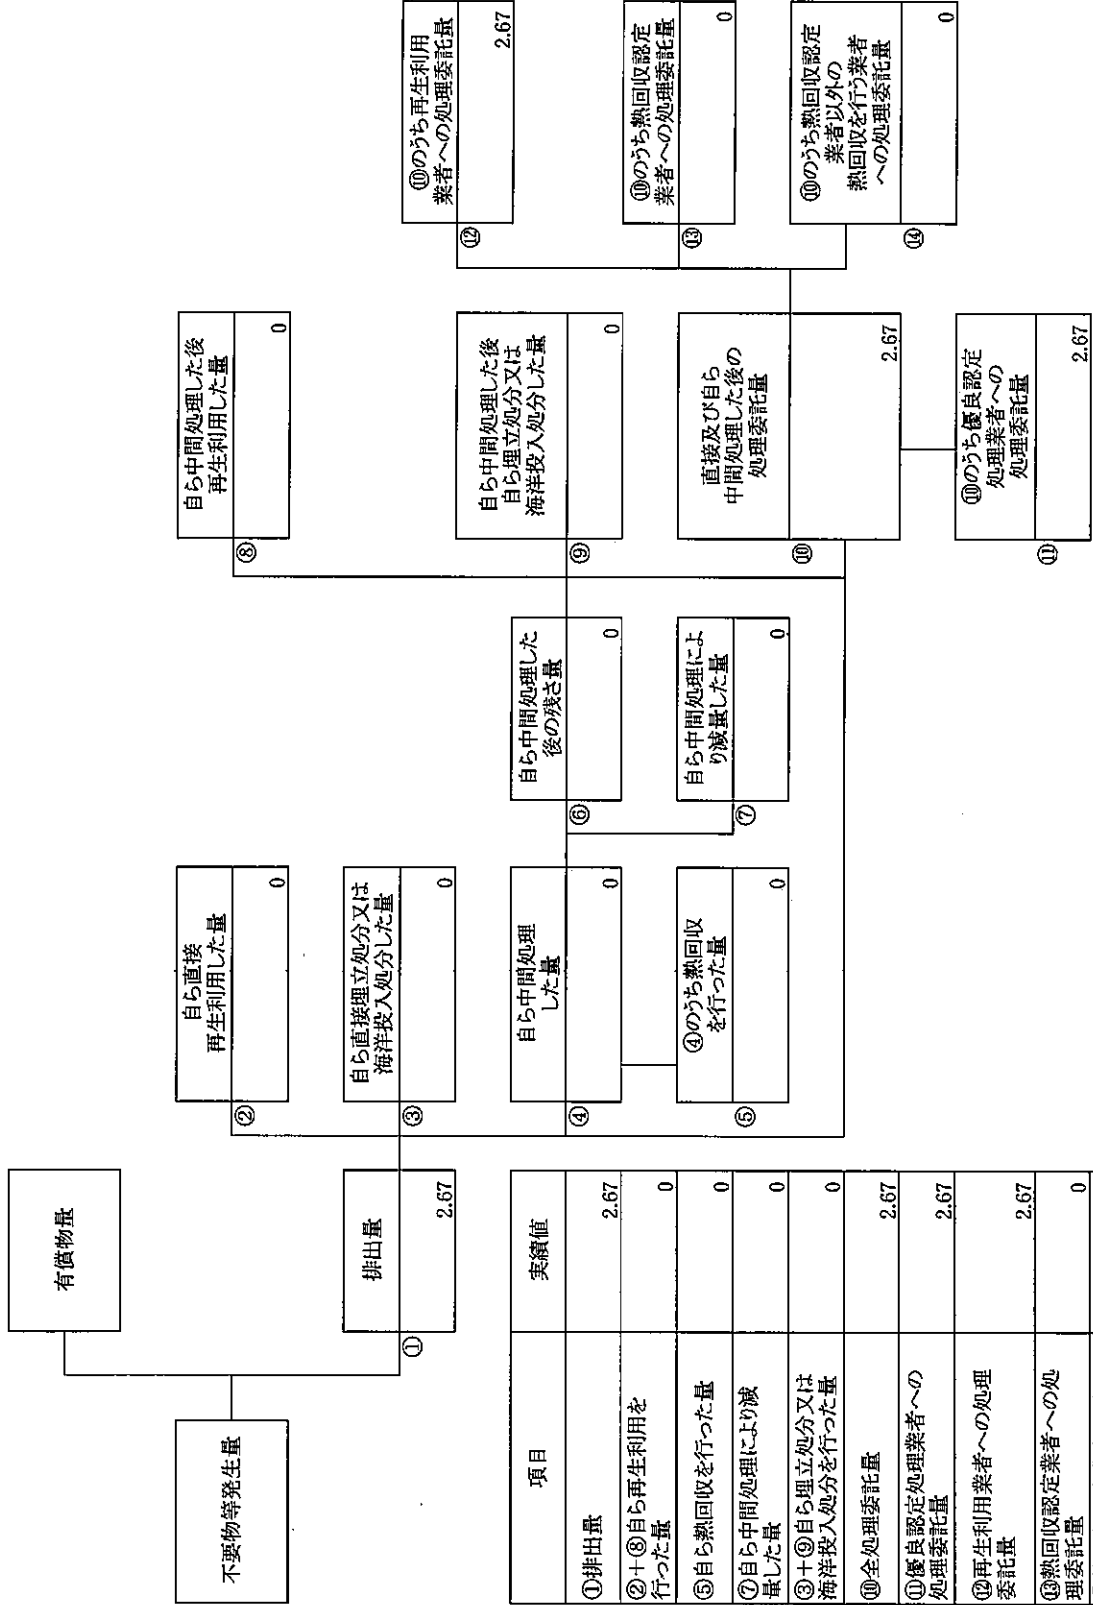 不要物等発生量
有償物量
①
排出量
2.67
②
自ら直接
再生利用した量
0
③
自ら直接埋立処分又は
海洋投入処分した量
0
④
自ら中間処理
した量
0
⑤
④のうち熱回収
を行った量
0
⑥
自ら中間処理した
後の残さ量
0
⑦
自ら中間処理によ
り減量した量
0
⑧
自ら中間処理した後
再生利用した量
0
⑨
自ら中間処理した後
自ら埋立処分又は
海洋投入処分した量
0
⑩
直接及び自ら
中間処理した後の
処理委託量
2.67
⑪
⑩のうち優良認定
処理業者への
処理委託量
2.67
⑫
⑩のうち再生利用
業者への処理委託量
2.67
⑬
⑩のうち熱回収認定
業者への処理委託量
0
⑭
⑩のうち熱回収認定
業者以外の
熱回収を行う業者
への処理委託量
0
項目
実績値
①排出量
2.67
②+⑧自ら再生利用を
行った量
0
⑤自ら熱回収を行った量
0
⑦自ら中間処理により減
量した量
0
③+⑨自ら埋立処分又は
海洋投入処分を行った量
0
⑩全処理委託量
2.67
⑪優良認定処理業者への
処理委託量
2.67
⑫再生利用業者への処理
委託量
2.67
⑬熱回収認定業者への処
理委託量
0